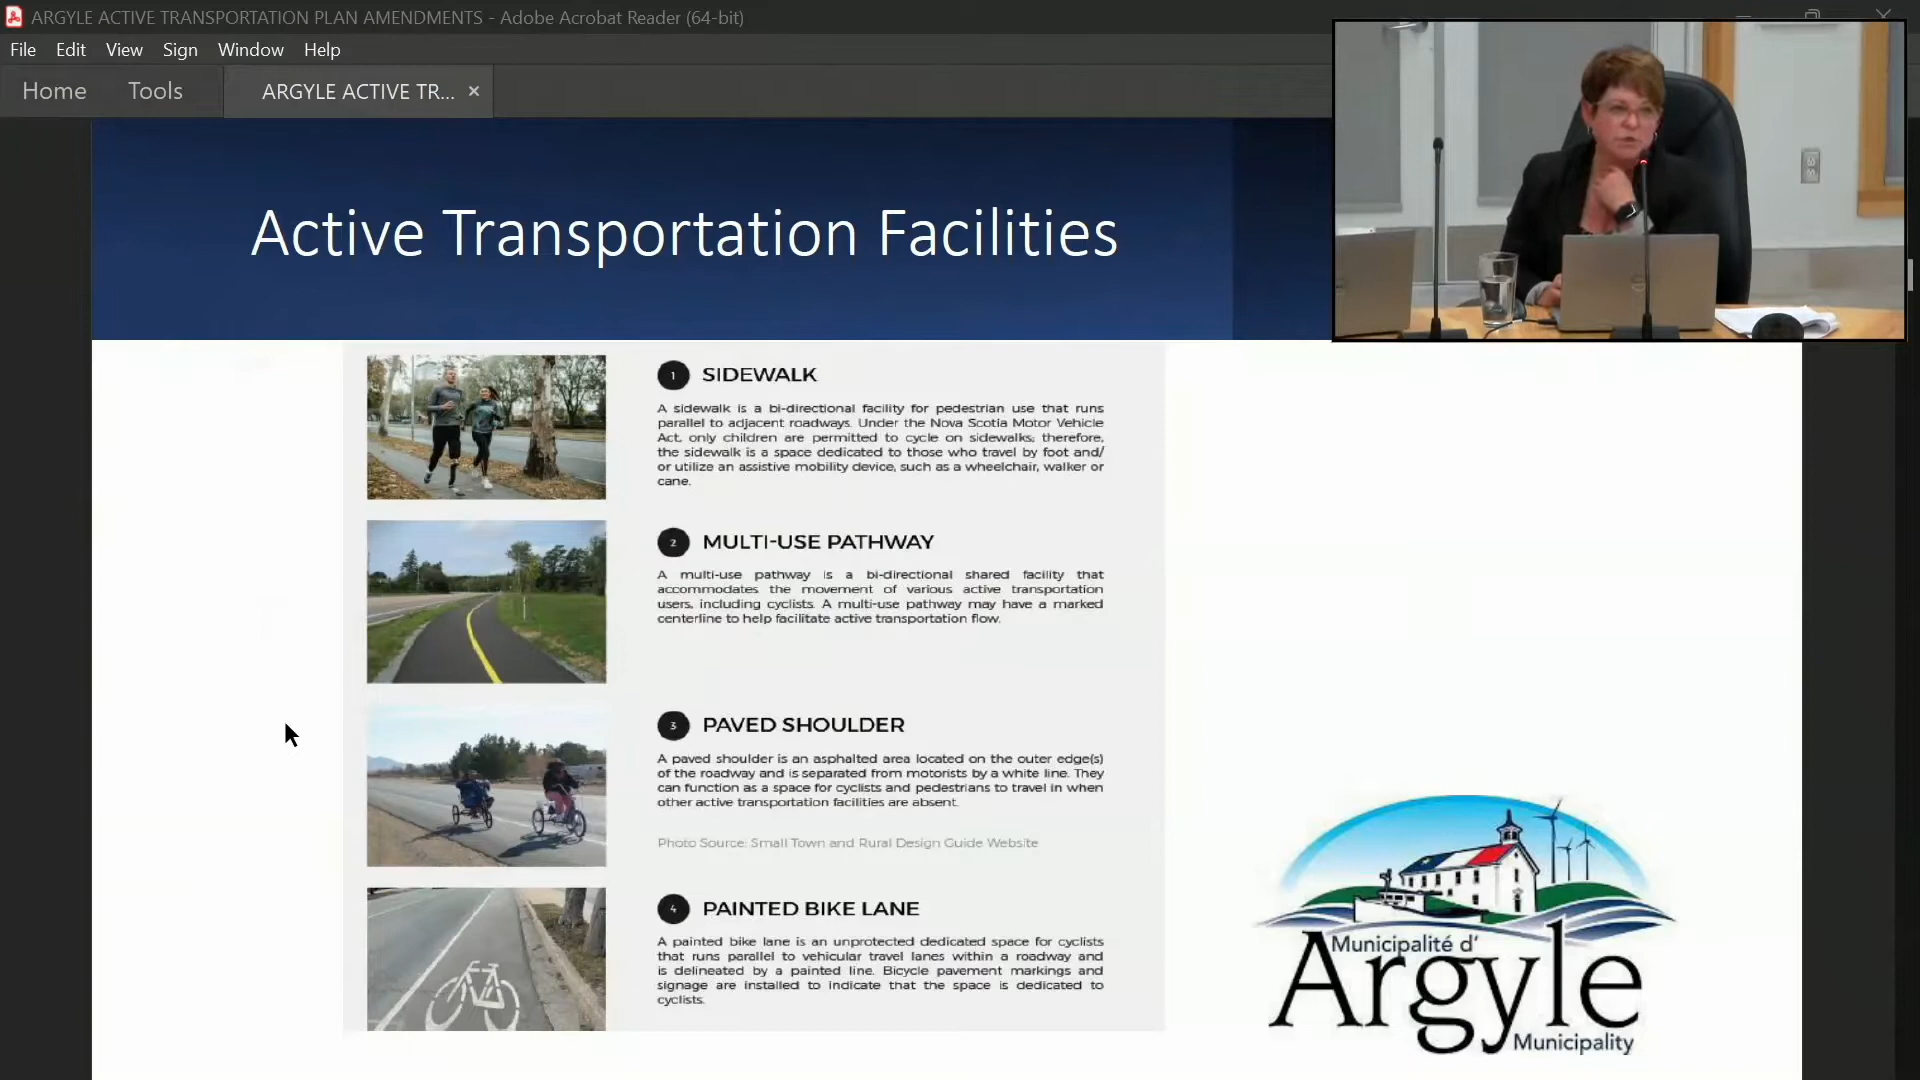 ARGYLE ACTIVE TRANSPORTATION PLAN AMENDMENTS - Adobe Acrobat Reader (64-bit)
File Edit View Sign Window Help
Home Tools ARGYLE ACTIVE TR... ×
Active Transportation Facilities
1 SIDEWALK
A sidewalk is a bi-directional facility for pedestrian use that runs
parallel to adjacent roadways. Under the Nova Scotia Motor Vehicle
Act, only children are permitted to cycle on sidewalks; therefore,
the sidewalk is a space dedicated to those who travel by foot and/
or utilize an assistive mobility device, such as a wheelchair, walker or
cane.
2 MULTI-USE PATHWAY
A multi-use pathway is a bi-directional shared facility that
accommodates the movement of various active transportation
users, including cyclists. A multi-use pathway may have a marked
centerline to help facilitate active transportation flow.
3 PAVED SHOULDER
A paved shoulder is an asphalted area located on the outer edge(s)
of the roadway and is separated from motorists by a white line. They
can function as a space for cyclists and pedestrians to travel in when
other active transportation facilities are absent.
Photo Source: Small Town and Rural Design Guide Website
4 PAINTED BIKE LANE
A painted bike lane is an unprotected dedicated space for cyclists
that runs parallel to vehicular travel lanes within a roadway and
is delineated by a painted line. Bicycle pavement markings and
signage are installed to indicate that the space is dedicated to
cyclists.
Municipalité d'
Argyle
Municipality